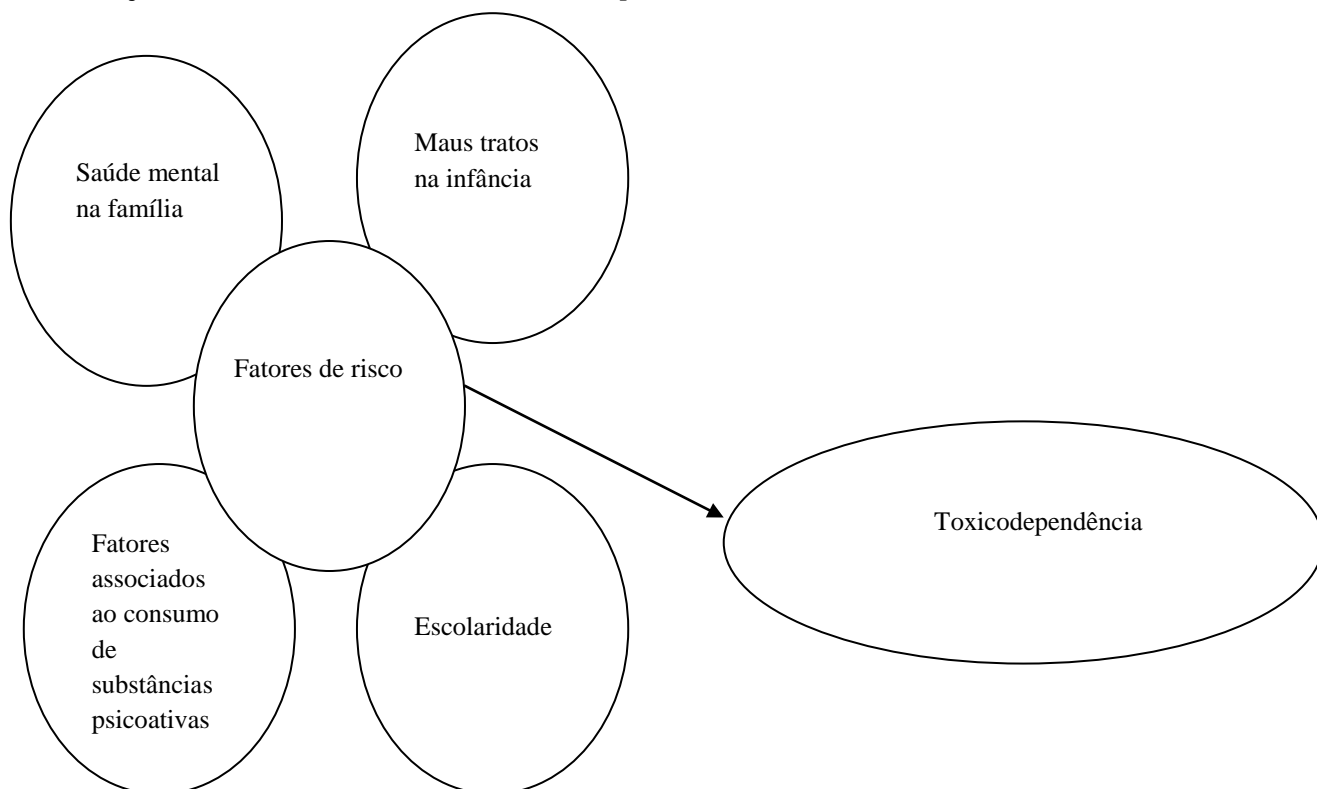 Saúde mental
na família
Maus tratos
na infância
Fatores de risco
Toxicodependência
Fatores
associados
ao consumo
de
substâncias
psicoativas
Escolaridade